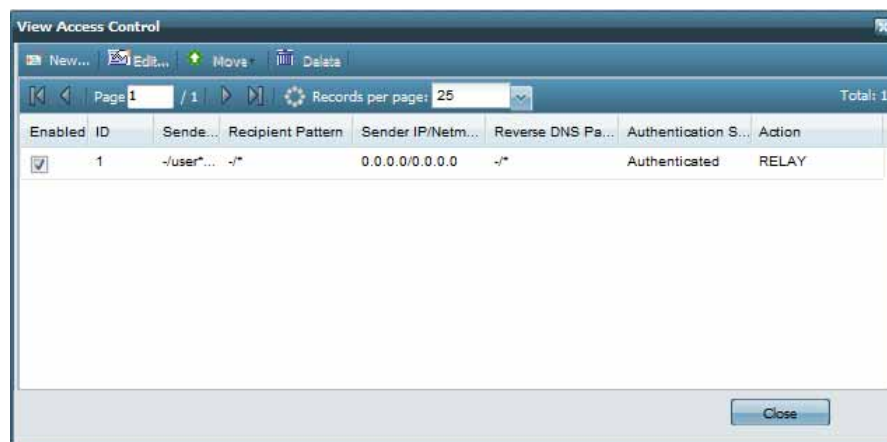 View Access Control
New... Edit... Move Delete
Page 1 / 1 Records per page: 25 Total: 1
Enabled ID Sende... Recipient Pattern Sender IP/Netm... Reverse DNS Pa... Authentication S... Action
1 -/user*... -/* 0.0.0.0/0.0.0.0 -/* Authenticated RELAY
Close